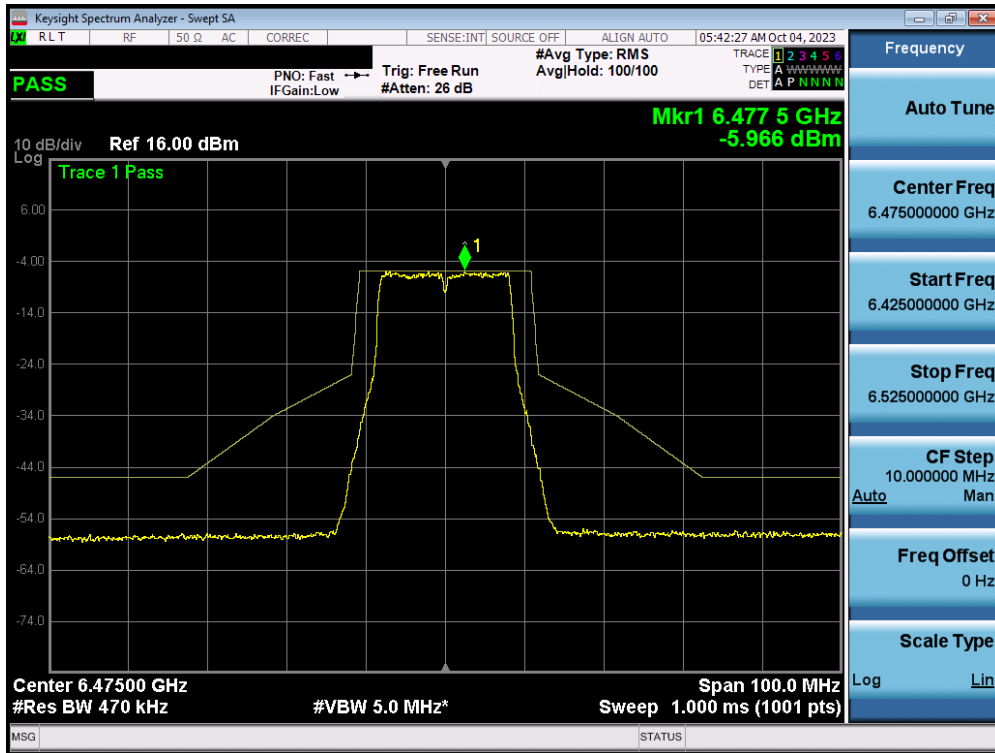 Keysight Spectrum Analyzer - Swept SA
LXI RLT RF 50 Ω AC CORREC SENSE:INT SOURCE OFF ALIGN AUTO 05:42:27 AM Oct 04, 2023
PASS
PNO: Fast
IFGain:Low
Trig: Free Run
#Atten: 26 dB
#Avg Type: RMS
Avg|Hold: 100/100
TRACE 1 2 3 4 5 6
TYPE A WWWWW
DET A P N N N N
Mkr1 6.477 5 GHz
-5.966 dBm
10 dB/div Ref 16.00 dBm
Log
Trace 1 Pass
1
6.00
-4.00
-14.0
-24.0
-34.0
-44.0
-54.0
-64.0
-74.0
Center 6.47500 GHz
Span 100.0 MHz
#Res BW 470 kHz
#VBW 5.0 MHz*
Sweep 1.000 ms (1001 pts)
MSG
STATUS
Frequency
Auto Tune
Center Freq
6.475000000 GHz
Start Freq
6.425000000 GHz
Stop Freq
6.525000000 GHz
CF Step
10.000000 MHz
Auto Man
Freq Offset
0 Hz
Scale Type
Log Lin